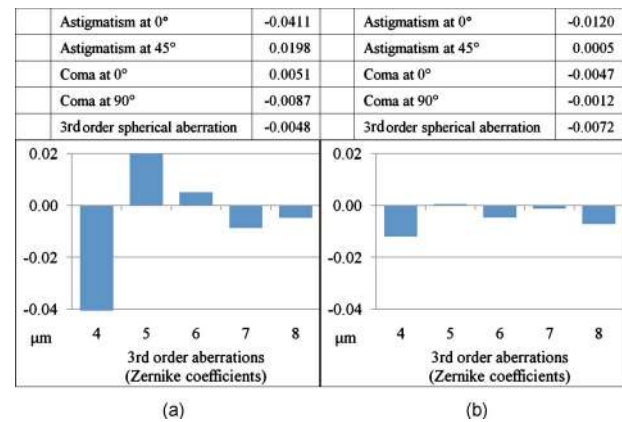 Astigmatism at 0° -0.0411
Astigmatism at 45° 0.0198
Coma at 0° 0.0051
Coma at 90° -0.0087
3rd order spherical aberration -0.0048
0.02
0.00
-0.02
-0.04
μm 4 5 6 7 8
3rd order aberrations
(Zernike coefficients)
(a)
Astigmatism at 0° -0.0120
Astigmatism at 45° 0.0005
Coma at 0° -0.0047
Coma at 90° -0.0012
3rd order spherical aberration -0.0072
0.02
0.00
-0.02
-0.04
μm 4 5 6 7 8
3rd order aberrations
(Zernike coefficients)
(b)